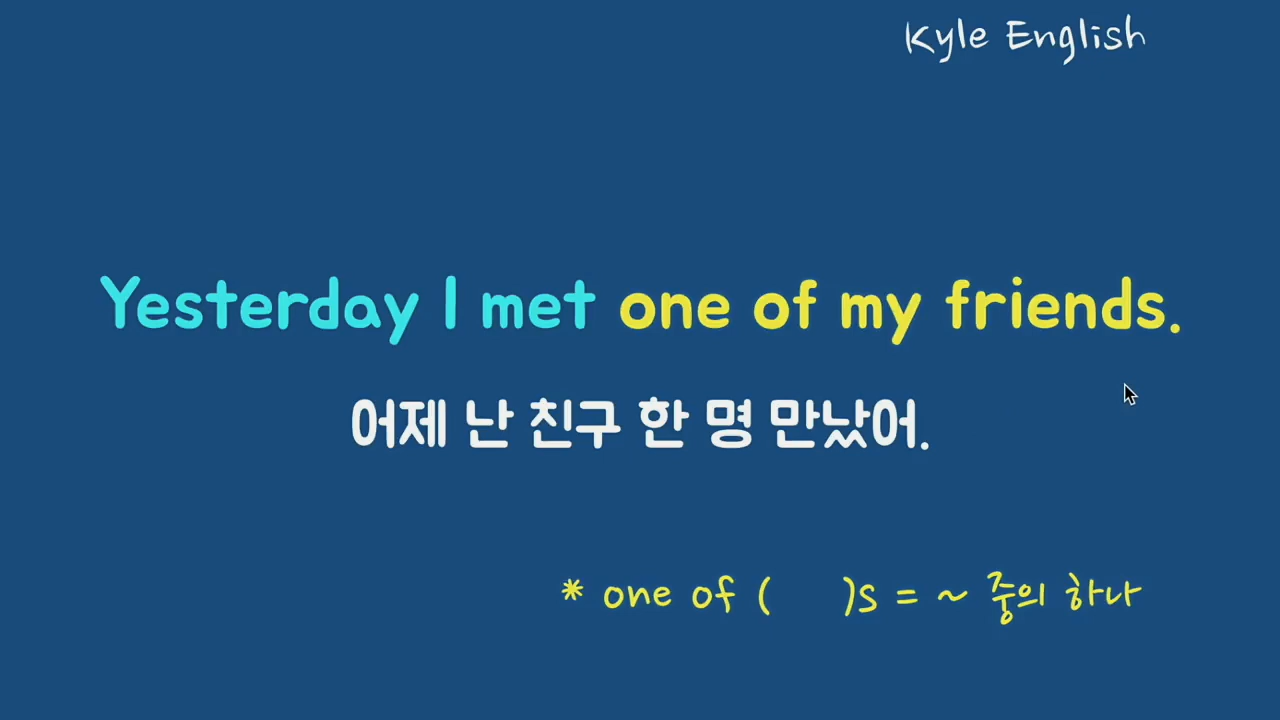 Kyle English
Yesterday I met one of my friends.
어제 난 친구 한 명 만났어.
* one of (     )s = ~ 중의 하나